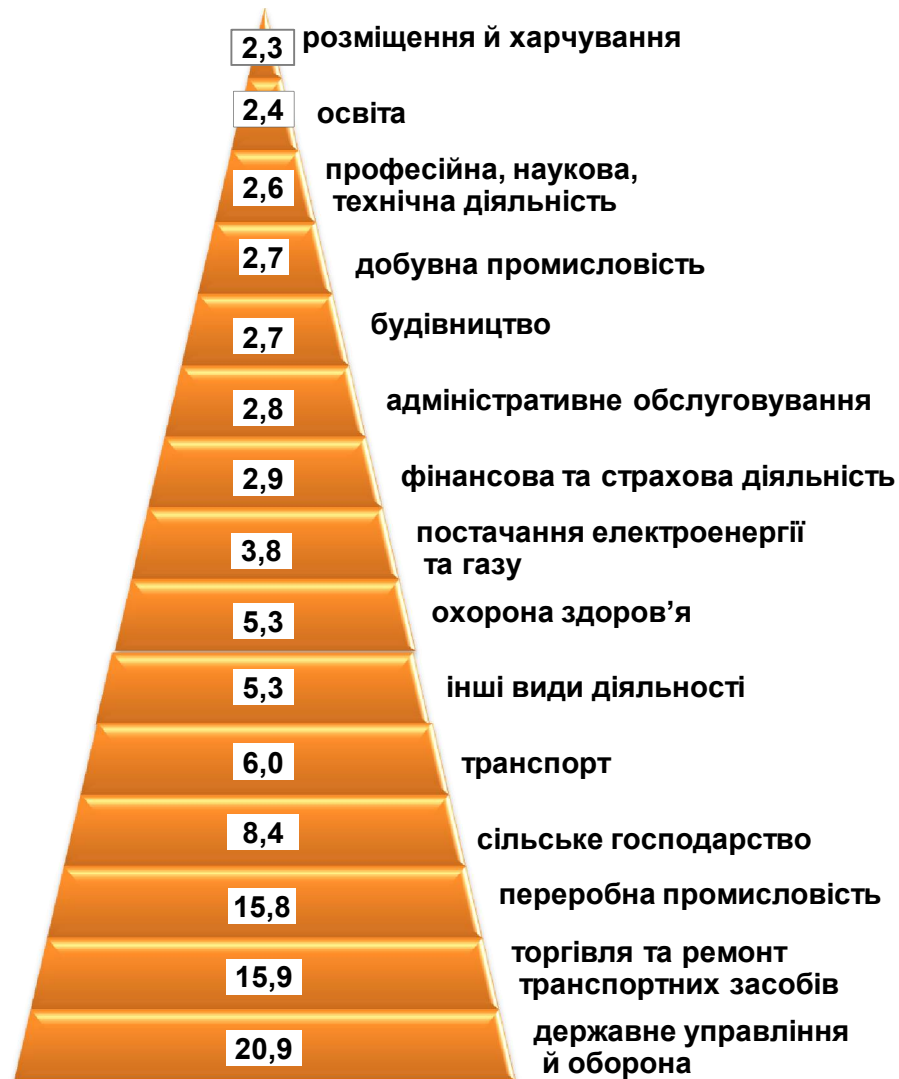 2,3 розміщення й харчування
2,4 освіта
професійна, наукова,
2,6
технічна діяльність
2,7 добувна промисловість
2,7 будівництво
2,8 адміністративне обслуговування
2,9 фінансова та страхова діяльність
постачання електроенергії
3,8 та газу
5,3 охорона здоров’я
5,3 інші види діяльності
6,0 транспорт
8,4 сільське господарство
15,8 переробна промисловість
торгівля та ремонт
15,9 транспортних засобів
державне управління
20,9 й оборона